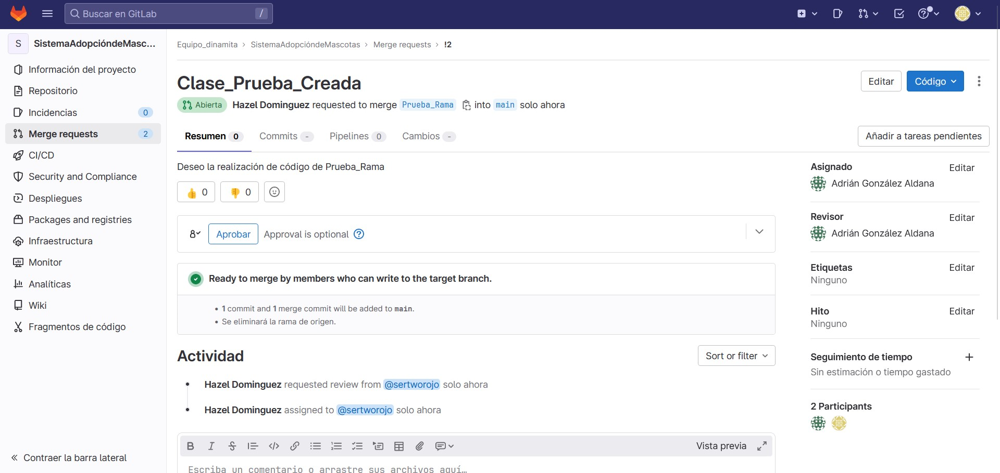 Buscar en GitLab /
S SistemaAdopcióndeMasc...
Información del proyecto
Repositorio
Incidencias 0
Merge requests 2
CI/CD
Security and Compliance
Despliegues
Packages and registries
Infraestructura
Monitor
Analíticas
Wiki
Fragmentos de código
Contraer la barra lateral
Equipo_dinamita › SistemaAdopcióndeMascotas › Merge requests › !2
Clase_Prueba_Creada
Editar Código
Abierta Hazel Dominguez requested to merge Prueba_Rama into main solo ahora
Resumen 0 Commits - Pipelines 0 Cambios -
Añadir a tareas pendientes
Deseo la realización de código de Prueba_Rama
0 0
Aprobar Approval is optional
Ready to merge by members who can write to the target branch.
• 1 commit and 1 merge commit will be added to main.
• Se eliminará la rama de origen.
Actividad
Sort or filter
Hazel Dominguez requested review from @sertworojo solo ahora
Hazel Dominguez assigned to @sertworojo solo ahora
Vista previa
Escriba un comentario o arrastre sus archivos aquí…
Asignado Editar
Adrián González Aldana
Revisor Editar
Adrián González Aldana
Etiquetas Editar
Ninguno
Hito Editar
Ninguno
Seguimiento de tiempo +
Sin estimación o tiempo gastado
2 Participants